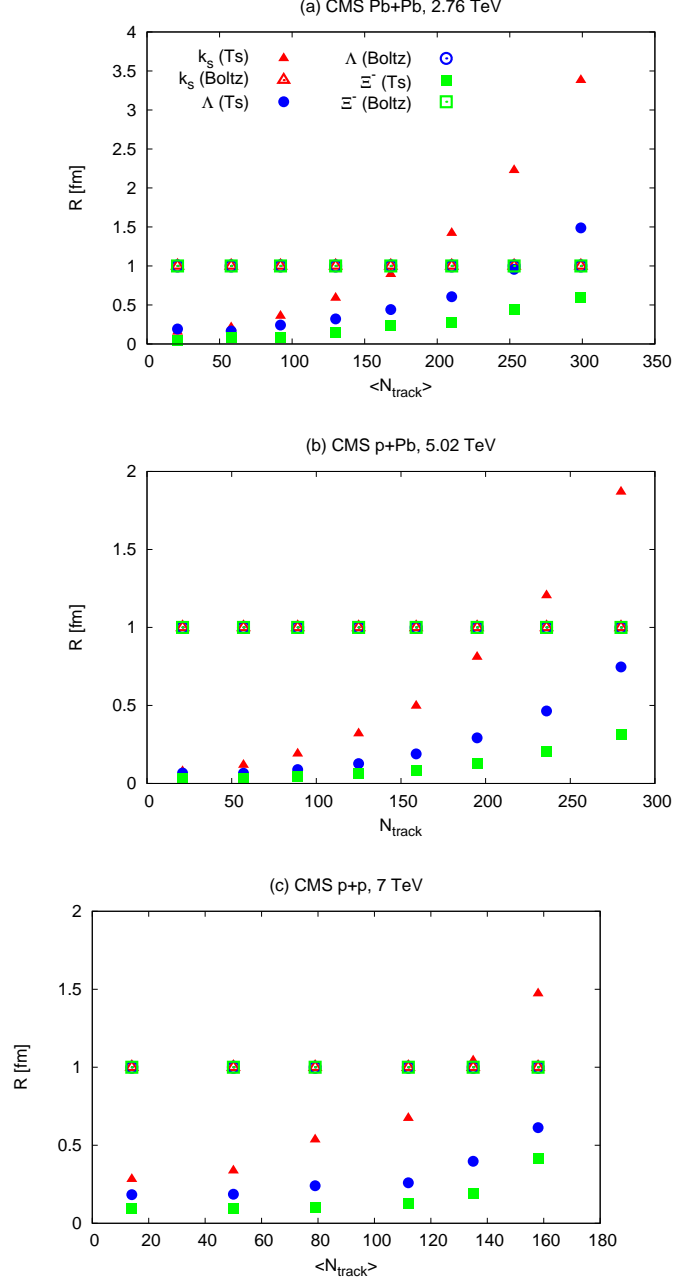 (a) CMS Pb+Pb, 2.76 TeV
4
3.5
3
2.5
2
1.5
1
0.5
0
R [fm]
kₛ (Ts)
kₛ (Boltz)
Λ (Ts)
Λ (Boltz)
Ξ⁻ (Ts)
Ξ⁻ (Boltz)
0 50 100 150 200 250 300 350
<N_track>
(b) CMS p+Pb, 5.02 TeV
2
1.5
1
0.5
0
R [fm]
0 50 100 150 200 250 300
N_track
(c) CMS p+p, 7 TeV
2
1.5
1
0.5
0
R [fm]
0 20 40 60 80 100 120 140 160 180
<N_track>